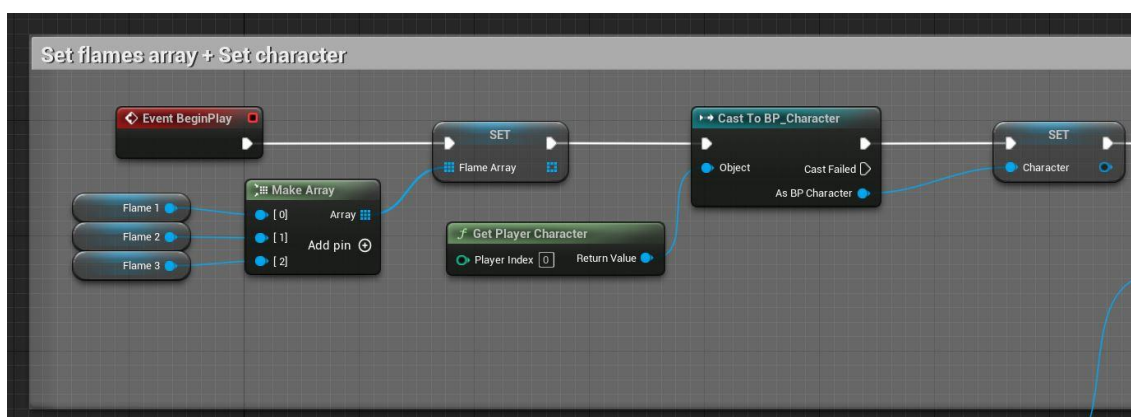 Set flames array + Set character
Event BeginPlay
SET
Flame Array
Cast To BP_Character
Object
Cast Failed
As BP Character
SET
Character
Make Array
[0]
Array
[1]
Add pin
[2]
Flame 1
Flame 2
Flame 3
Get Player Character
Player Index 0
Return Value